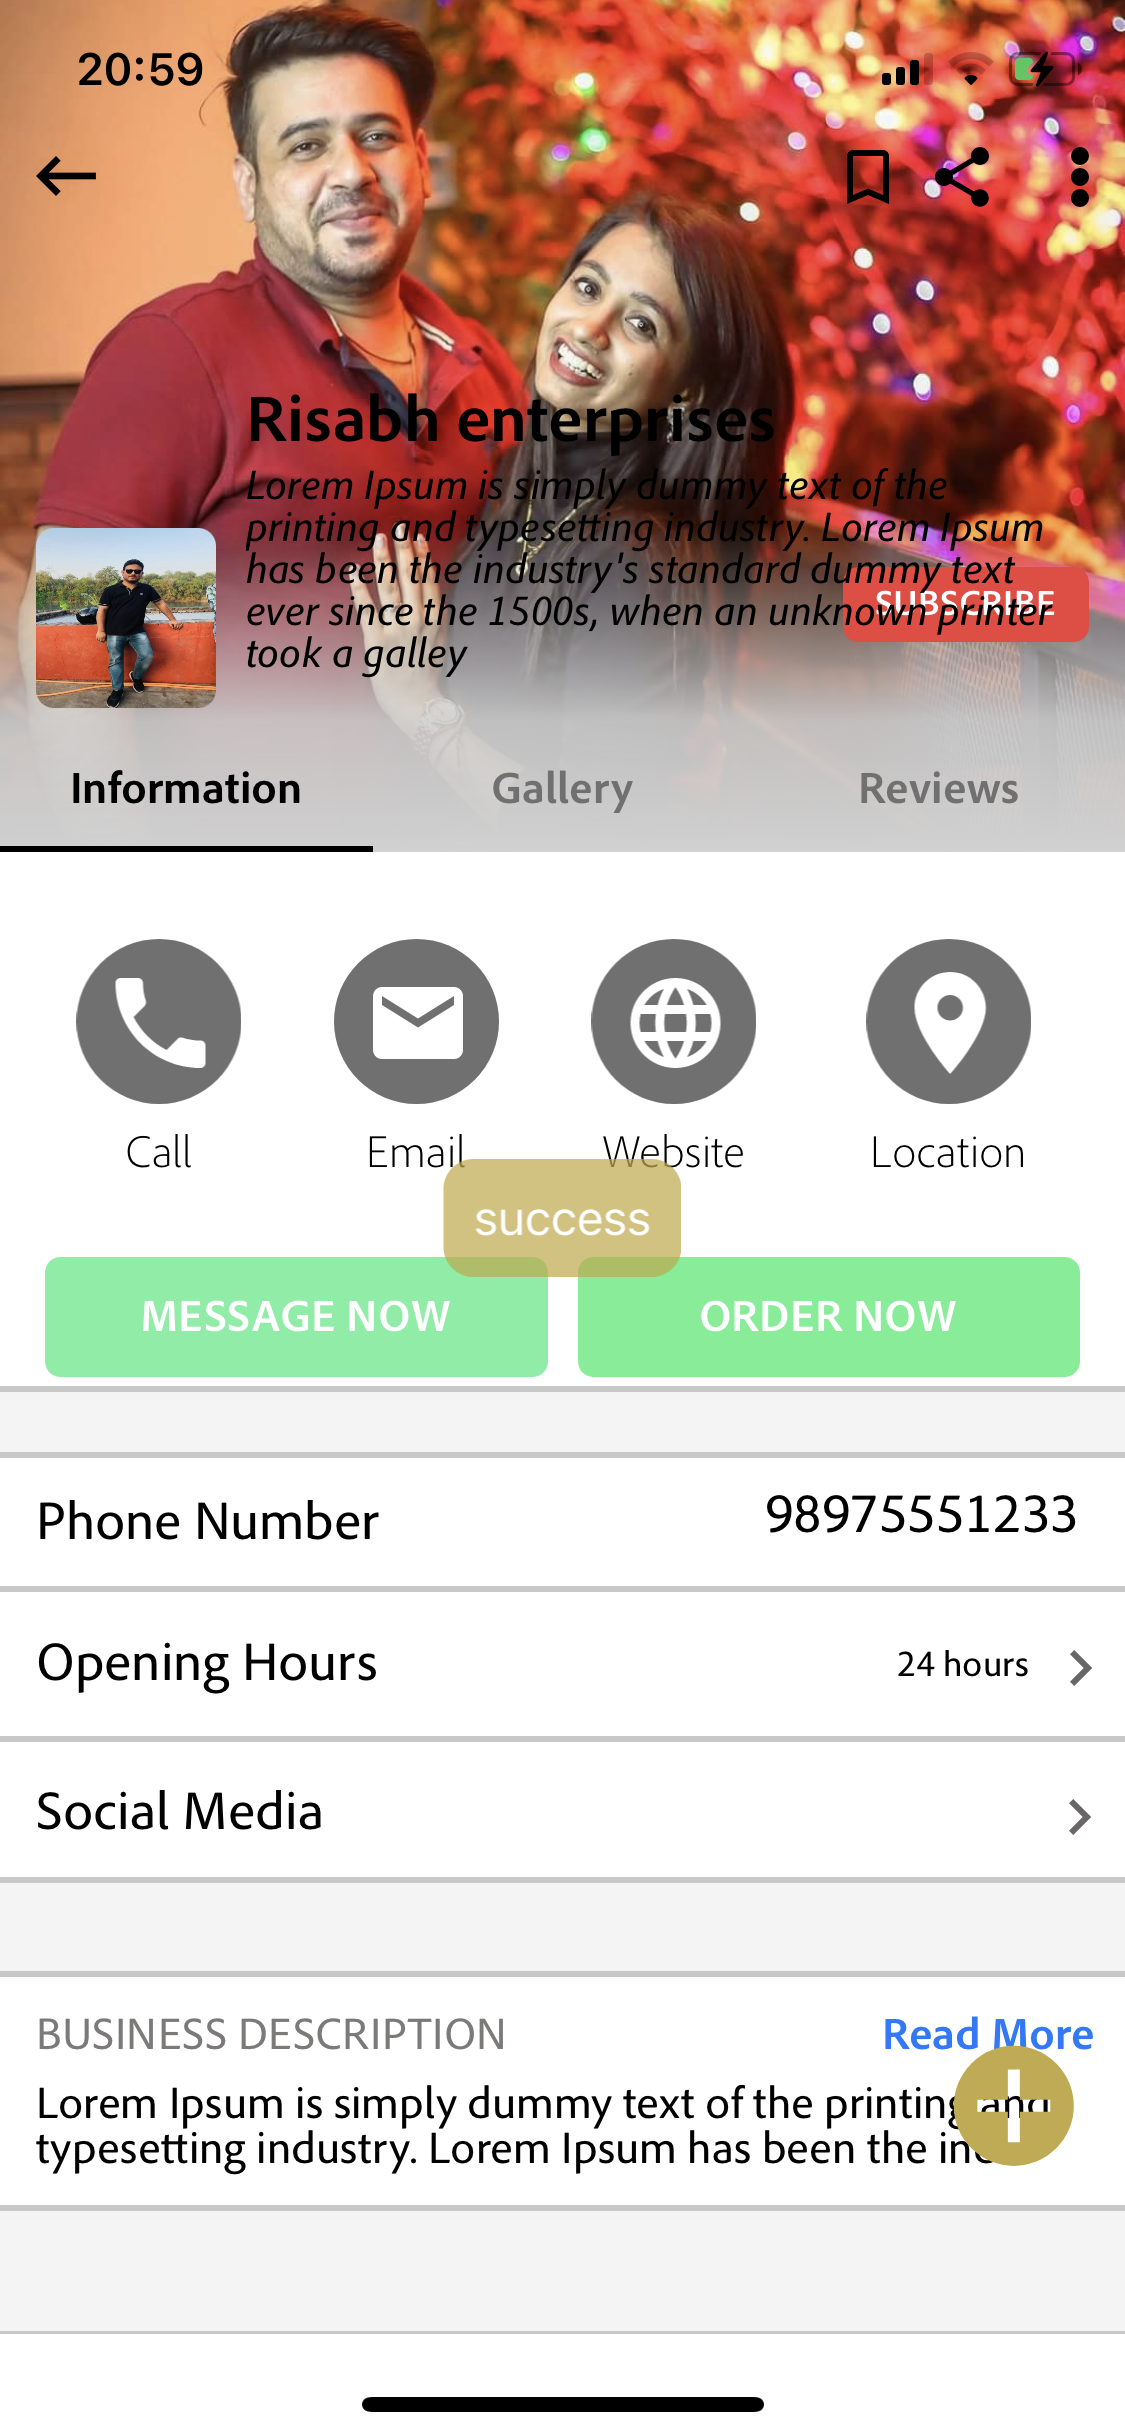 20:59
Risabh enterprises
Lorem Ipsum is simply dummy text of the
printing and typesetting industry. Lorem Ipsum
has been the industry's standard dummy text
ever since the 1500s, when an unknown printer
took a galley
SUBSCRIBE
Information
Gallery
Reviews
Call
Email
Website
Location
success
MESSAGE NOW
ORDER NOW
Phone Number
98975551233
Opening Hours
24 hours
Social Media
BUSINESS DESCRIPTION
Read More
Lorem Ipsum is simply dummy text of the printing and
typesetting industry. Lorem Ipsum has been the